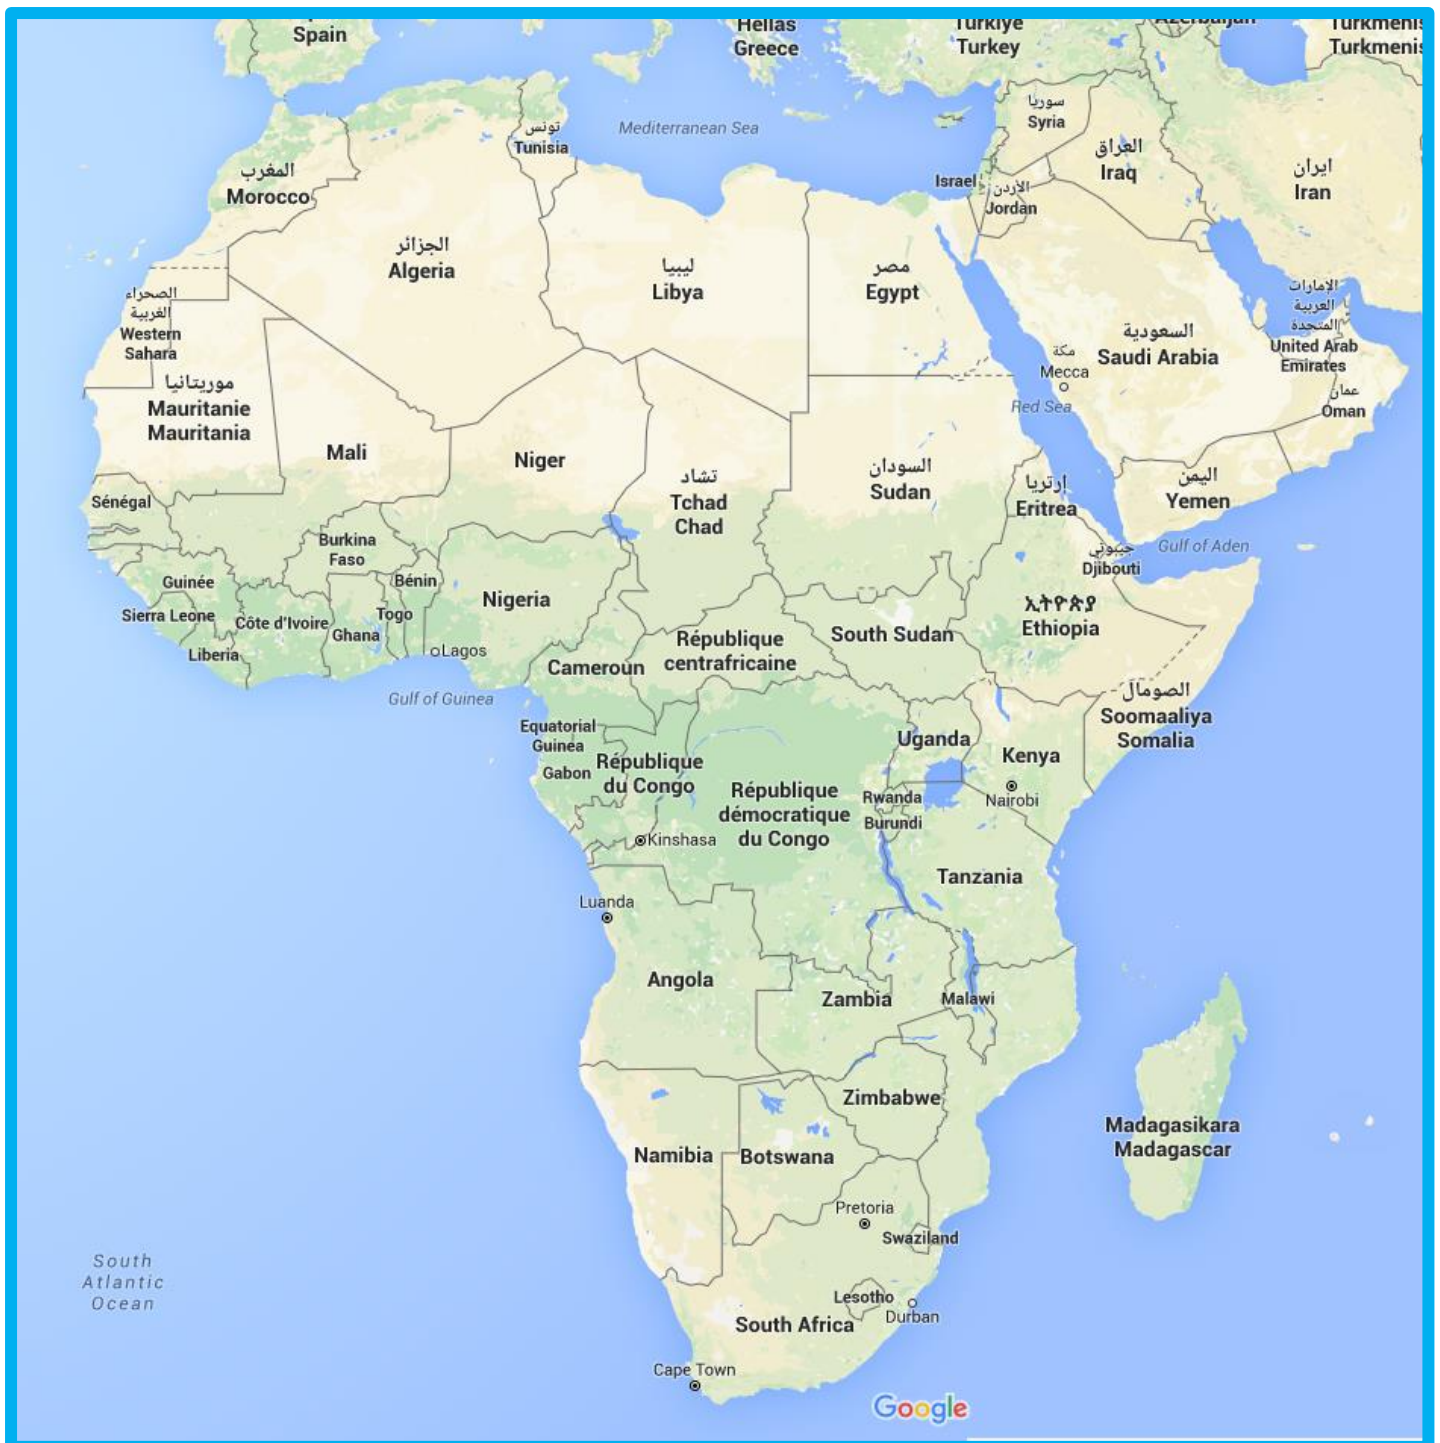 Spain
Hellas
Greece
Türkiye
Turkey
Azerbaijan
Turkmenis
Turkmenis
Mediterranean Sea
تونس
Tunisia
سوريا
Syria
العراق
Iraq
ایران
Iran
المغرب
Morocco
Israel
الأردن
Jordan
الجزائر
Algeria
ليبيا
Libya
مصر
Egypt
الصحراء
الغربية
Western
Sahara
الإمارات
العربية
المتحدة
United Arab
Emirates
السعودية
Saudi Arabia
مكة
Mecca
Red Sea
عمان
Oman
موريتانيا
Mauritanie
Mauritania
Mali
Niger
تشاد
Tchad
Chad
السودان
Sudan
إرتريا
Eritrea
اليمن
Yemen
Sénégal
Burkina
Faso
Gulf of Aden
جيبوتي
Djibouti
Guinée
Bénin
Nigeria
ኢትዮጵያ
Ethiopia
Sierra Leone
Côte d'Ivoire
Togo
Ghana
Liberia
Lagos
Cameroun
République
centrafricaine
South Sudan
Gulf of Guinea
الصومال
Soomaaliya
Somalia
Equatorial
Guinea
Gabon
République
du Congo
Uganda
Kenya
Nairobi
République
démocratique
du Congo
Rwanda
Burundi
Kinshasa
Tanzania
Luanda
Angola
Zambia
Malawi
Zimbabwe
Madagasikara
Madagascar
Namibia
Botswana
Pretoria
Swaziland
South
Atlantic
Ocean
Lesotho
Durban
South Africa
Cape Town
Google